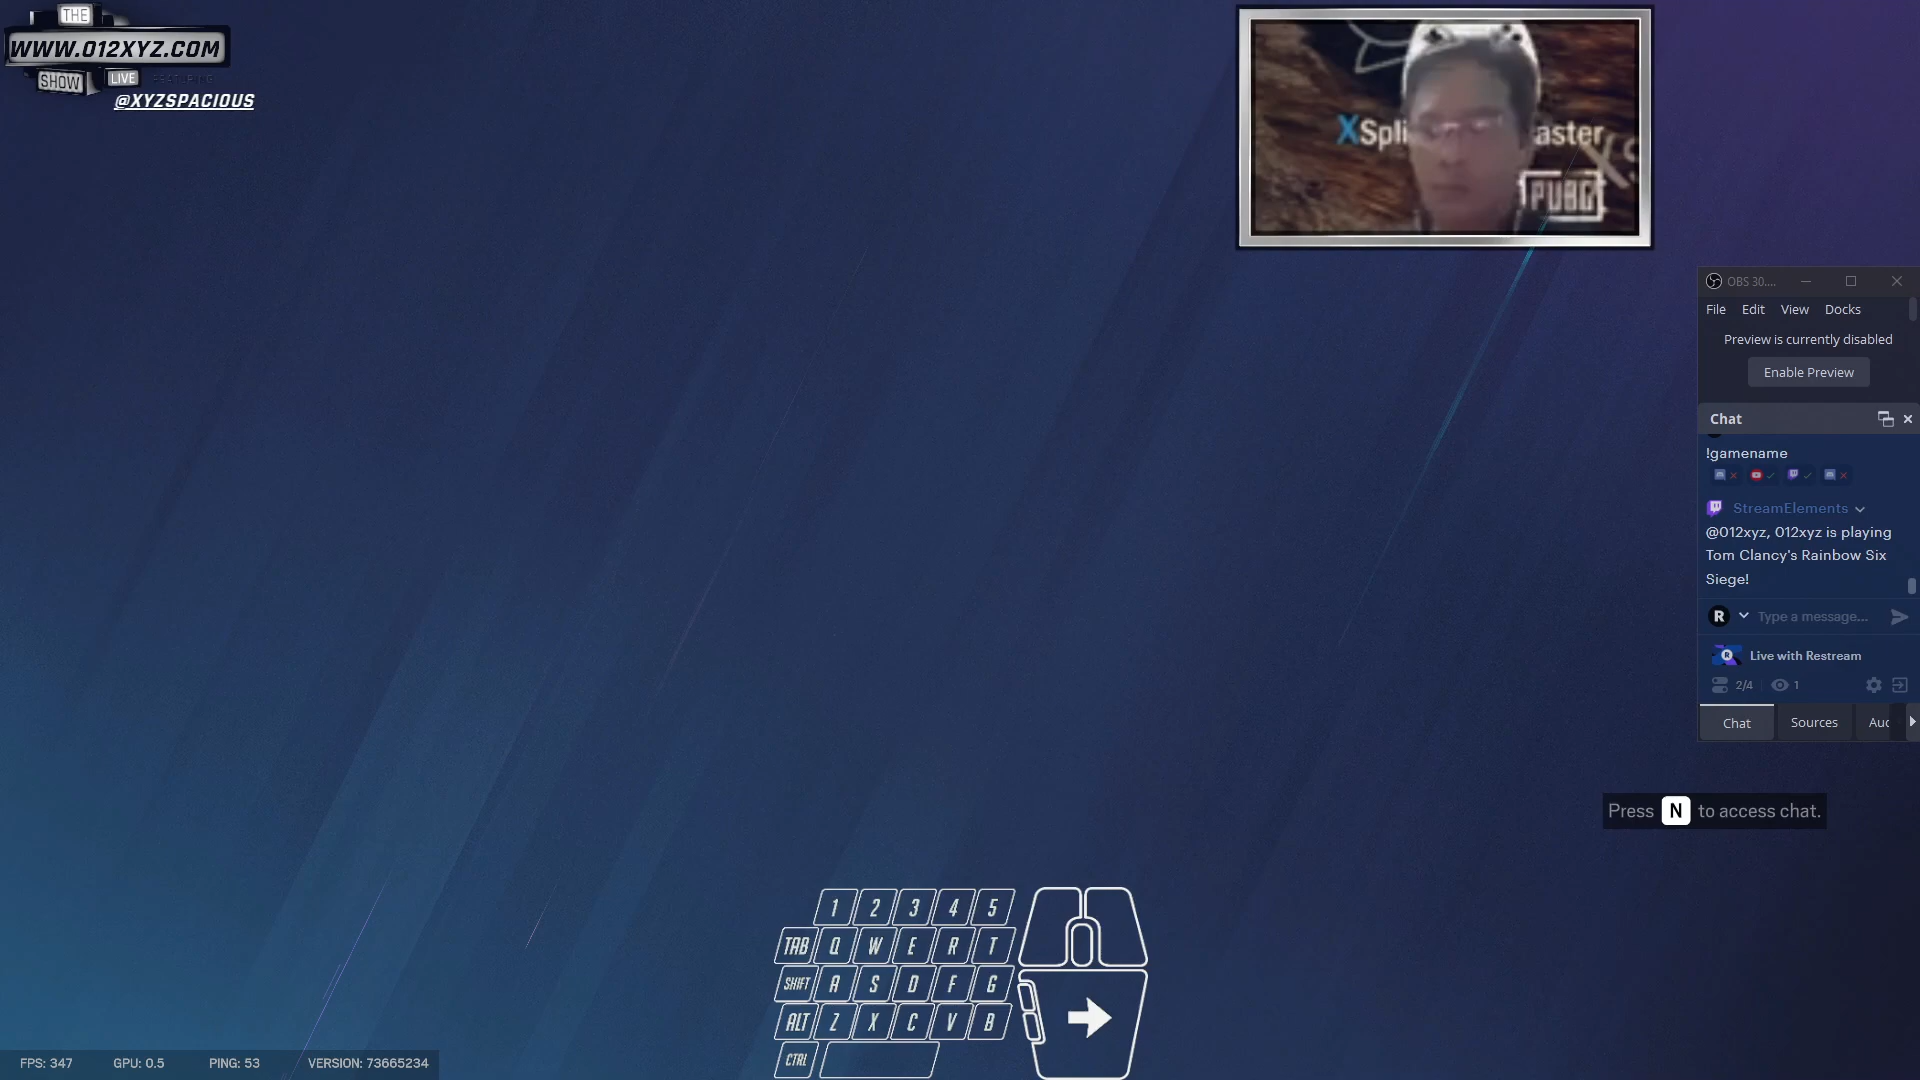 THE
WWW.012XYZ.COM
SHOW
LIVE
@XYZSPACIOUS
XSpli
aster
PUBG
OBS 30....
File Edit View Docks
Preview is currently disabled
Enable Preview
Chat
!gamename
StreamElements
@012xyz, 012xyz is playing
Tom Clancy's Rainbow Six
Siege!
R Type a message...
Live with Restream
2/4 1
Chat Sources Auc
Press N to access chat.
1 2 3 4 5
TAB Q W E R T
SHIFT A S D F G
ALT Z X C V B
CTRL
FPS: 347 GPU: 0.5 PING: 53 VERSION: 73665234